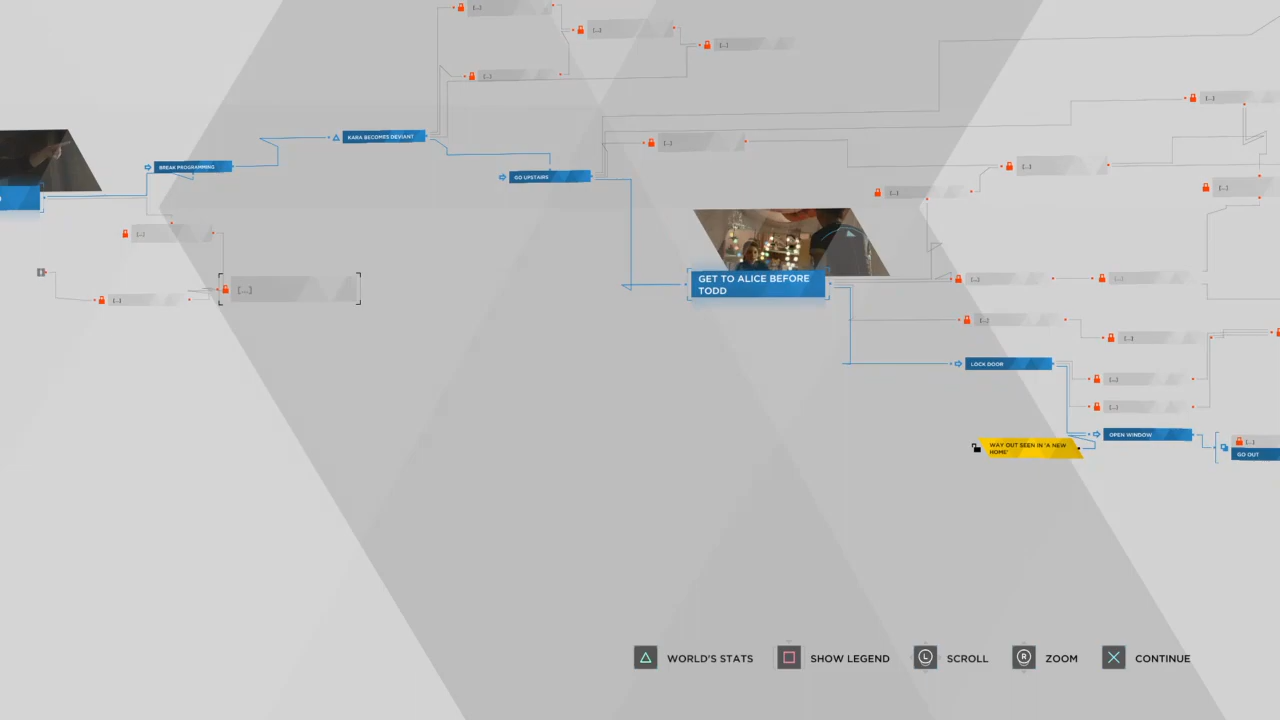 [...]
[...]
[...]
[...]
[...]
KARA BECOMES DEVIANT
[...]
BREAK PROGRAMMING
[...]
GO UPSTAIRS
[...]
[...]
[...]
[...]
GET TO ALICE BEFORE
TODD
[...]
[...]
[...]
[...]
[...]
LOCK DOOR
[...]
[...]
OPEN WINDOW
[...]
WAY OUT SEEN IN 'A NEW
HOME'
GO OUT
WORLD'S STATS
SHOW LEGEND
L
SCROLL
R
ZOOM
CONTINUE